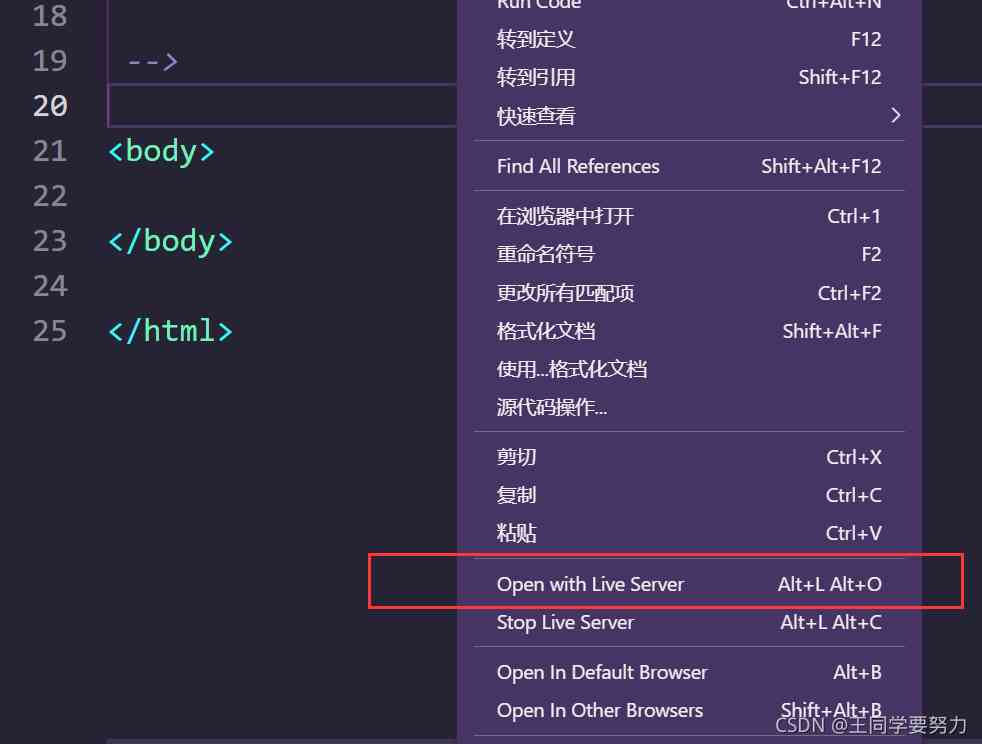 18
Run Code Ctrl+Alt+N
转到定义 F12
19 -->
转到引用 Shift+F12
20
快速查看
21 <body>
Find All References Shift+Alt+F12
22
在浏览器中打开 Ctrl+1
23 </body>
重命名符号 F2
24
更改所有匹配项 Ctrl+F2
25 </html>
格式化文档 Shift+Alt+F
使用...格式化文档
源代码操作...
剪切 Ctrl+X
复制 Ctrl+C
粘贴 Ctrl+V
Open with Live Server Alt+L Alt+O
Stop Live Server Alt+L Alt+C
Open In Default Browser Alt+B
Open In Other Browsers Shift+Alt+B
CSDN @王同学要努力